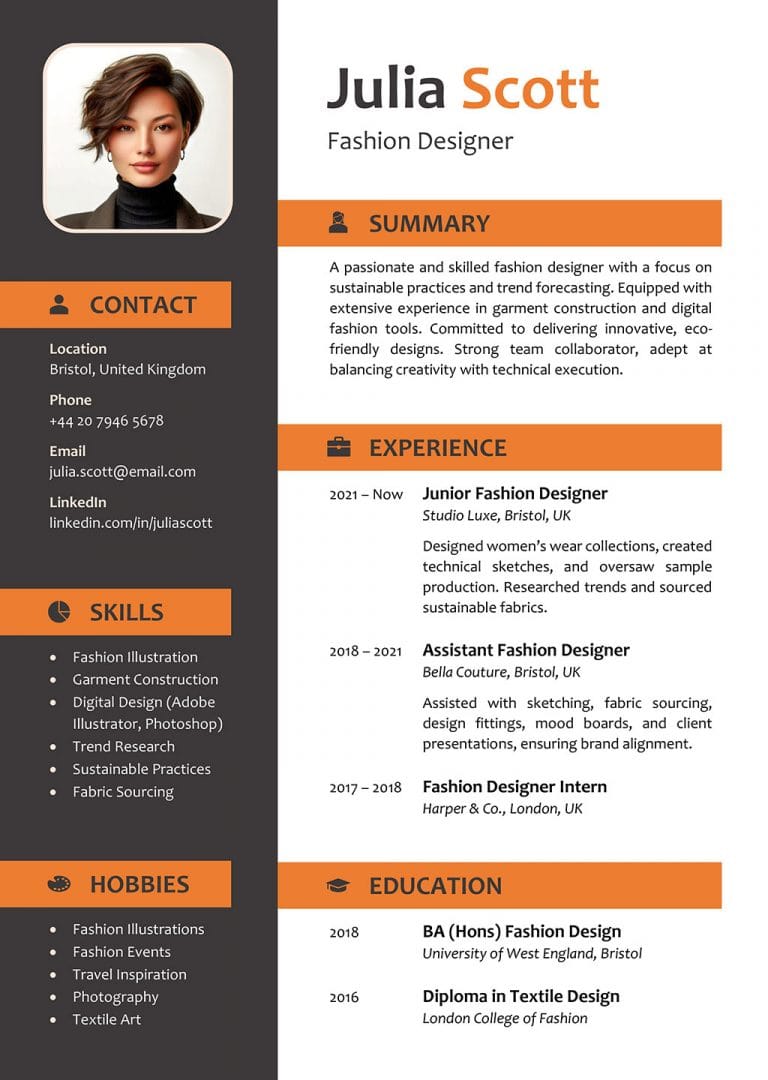 Julia Scott
Fashion Designer
CONTACT
Location
Bristol, United Kingdom
Phone
+44 20 7946 5678
Email
julia.scott@email.com
LinkedIn
linkedin.com/in/juliascott
SKILLS
• Fashion Illustration
• Garment Construction
• Digital Design (Adobe
Illustrator, Photoshop)
• Trend Research
• Sustainable Practices
• Fabric Sourcing
HOBBIES
• Fashion Illustrations
• Fashion Events
• Travel Inspiration
• Photography
• Textile Art
SUMMARY
A passionate and skilled fashion designer with a focus on
sustainable practices and trend forecasting. Equipped with
extensive experience in garment construction and digital
fashion tools. Committed to delivering innovative, eco-
friendly designs. Strong team collaborator, adept at
balancing creativity with technical execution.
EXPERIENCE
2021 – Now Junior Fashion Designer
Studio Luxe, Bristol, UK
Designed women’s wear collections, created
technical sketches, and oversaw sample
production. Researched trends and sourced
sustainable fabrics.
2018 – 2021 Assistant Fashion Designer
Bella Couture, Bristol, UK
Assisted with sketching, fabric sourcing,
design fittings, mood boards, and client
presentations, ensuring brand alignment.
2017 – 2018 Fashion Designer Intern
Harper & Co., London, UK
EDUCATION
2018 BA (Hons) Fashion Design
University of West England, Bristol
2016 Diploma in Textile Design
London College of Fashion